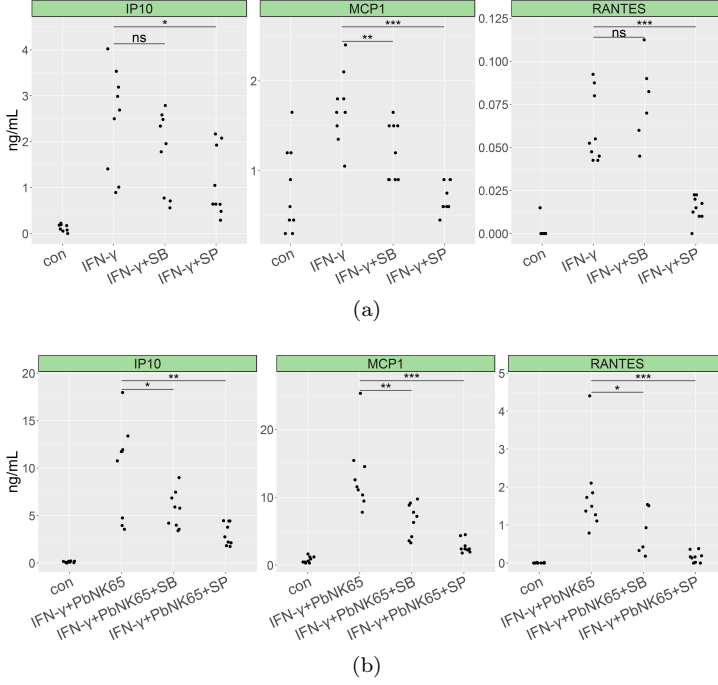 IP10 MCP1 RANTES
* *** ***
ns ** ns
ng/mL
4
3
2
1
0
2
1
0.125
0.100
0.075
0.050
0.025
0.000
con IFN-γ IFN-γ+SB IFN-γ+SP
con IFN-γ IFN-γ+SB IFN-γ+SP
con IFN-γ IFN-γ+SB IFN-γ+SP
(a)
IP10 MCP1 RANTES
** *** ***
* ** *
ng/mL
20
15
10
5
0
20
10
0
5
4
3
2
1
0
con IFN-γ+PbNK65 IFN-γ+PbNK65+SB IFN-γ+PbNK65+SP
con IFN-γ+PbNK65 IFN-γ+PbNK65+SB IFN-γ+PbNK65+SP
con IFN-γ+PbNK65 IFN-γ+PbNK65+SB IFN-γ+PbNK65+SP
(b)